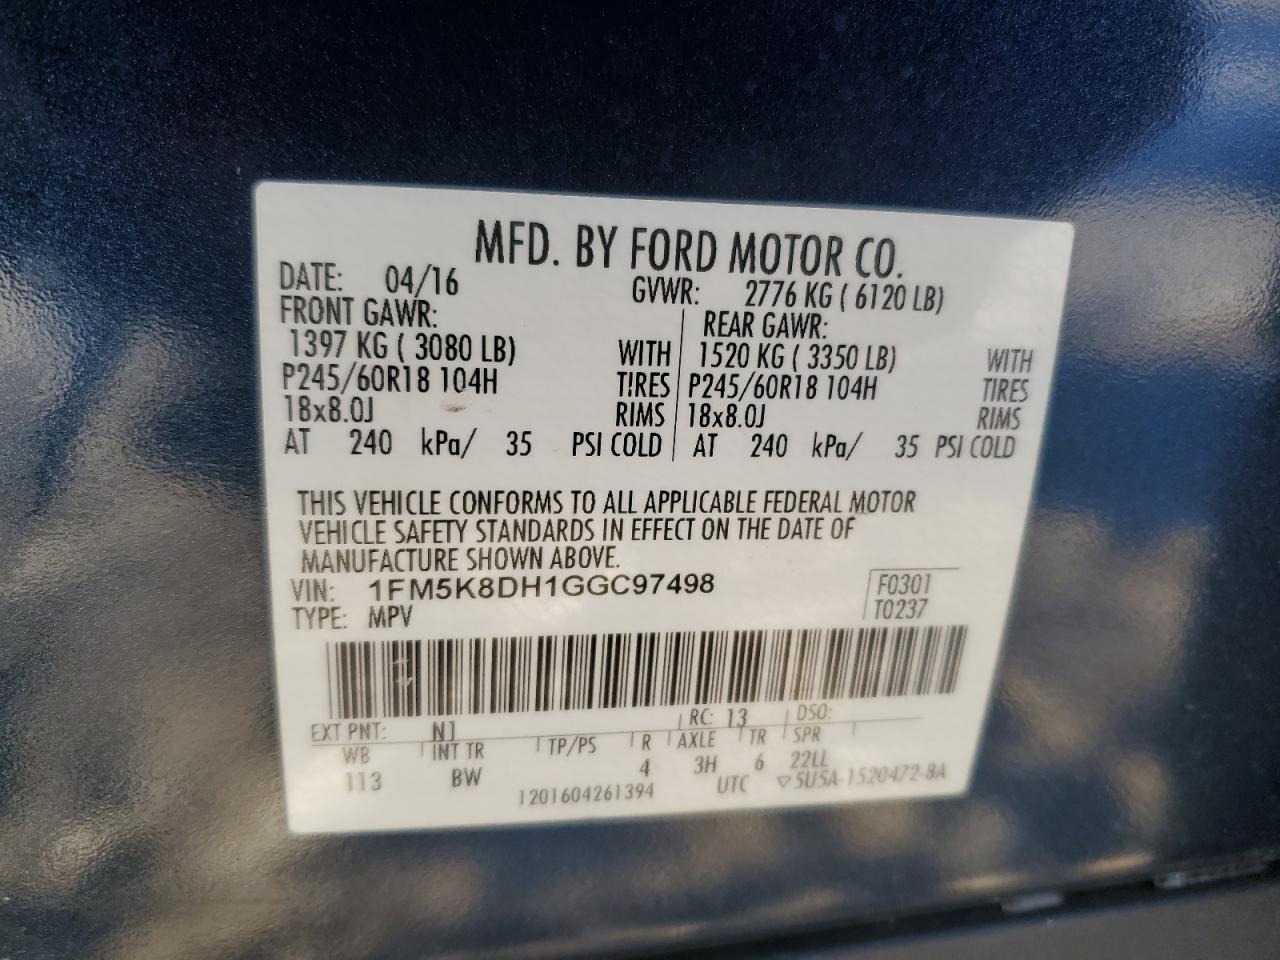 MFD. BY FORD MOTOR CO.
DATE: 04/16 GVWR: 2776 KG ( 6120 LB)
FRONT GAWR: REAR GAWR:
1397 KG ( 3080 LB) WITH 1520 KG ( 3350 LB) WITH
P245/60R18 104H TIRES P245/60R18 104H TIRES
18x8.0J RIMS 18x8.0J RIMS
AT 240 kPa/ 35 PSI COLD AT 240 kPa/ 35 PSI COLD
THIS VEHICLE CONFORMS TO ALL APPLICABLE FEDERAL MOTOR
VEHICLE SAFETY STANDARDS IN EFFECT ON THE DATE OF
MANUFACTURE SHOWN ABOVE.
VIN: 1FM5K8DH1GGC97498 F0301
TYPE: MPV T0237
EXT PNT: N1 RC: 13 DSO:
WB INT TR TP/PS R AXLE TR SPR
113 BW 4 3H 6 22LL
1201604261394 UTC ▽5U5A-1520472-BA